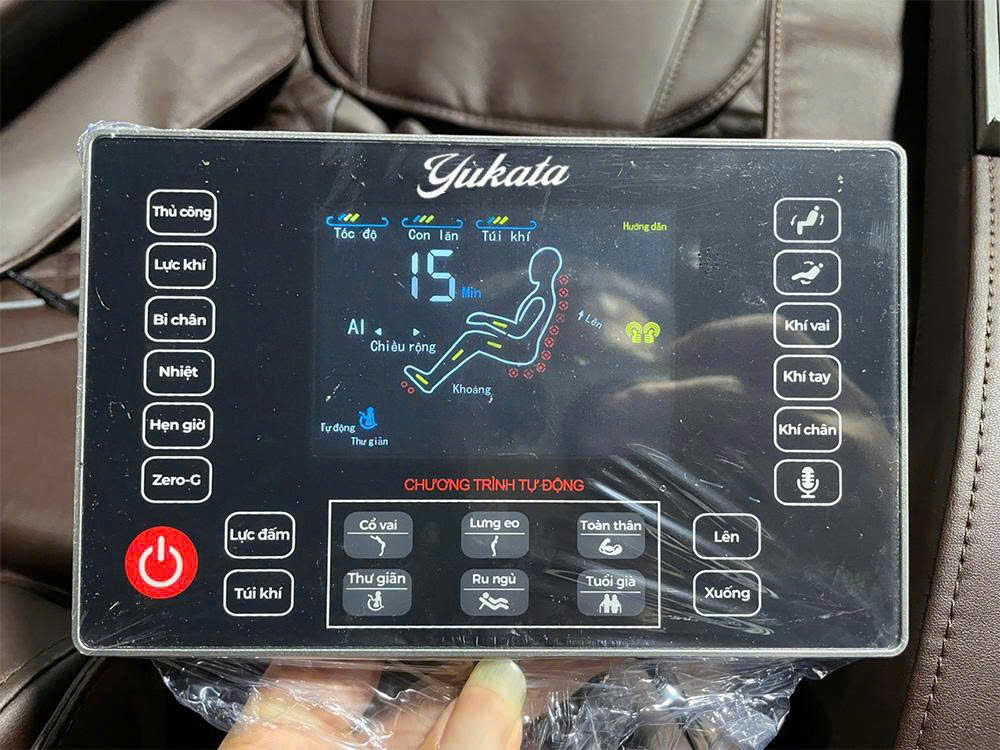 Yukata
Thủ công
Lực khí
Bi chân
Nhiệt
Hẹn giờ
Zero-G
Tốc độ
Con lăn
Túi khí
Hướng dẫn
15 Min
Lên
AI
Chiều rộng
Khoảng
Tự động
Thư giãn
Khí vai
Khí tay
Khí chân
CHƯƠNG TRÌNH TỰ ĐỘNG
Lực đấm
Túi khí
Cổ vai
Lưng eo
Toàn thân
Thư giãn
Ru ngủ
Tuổi già
Lên
Xuống